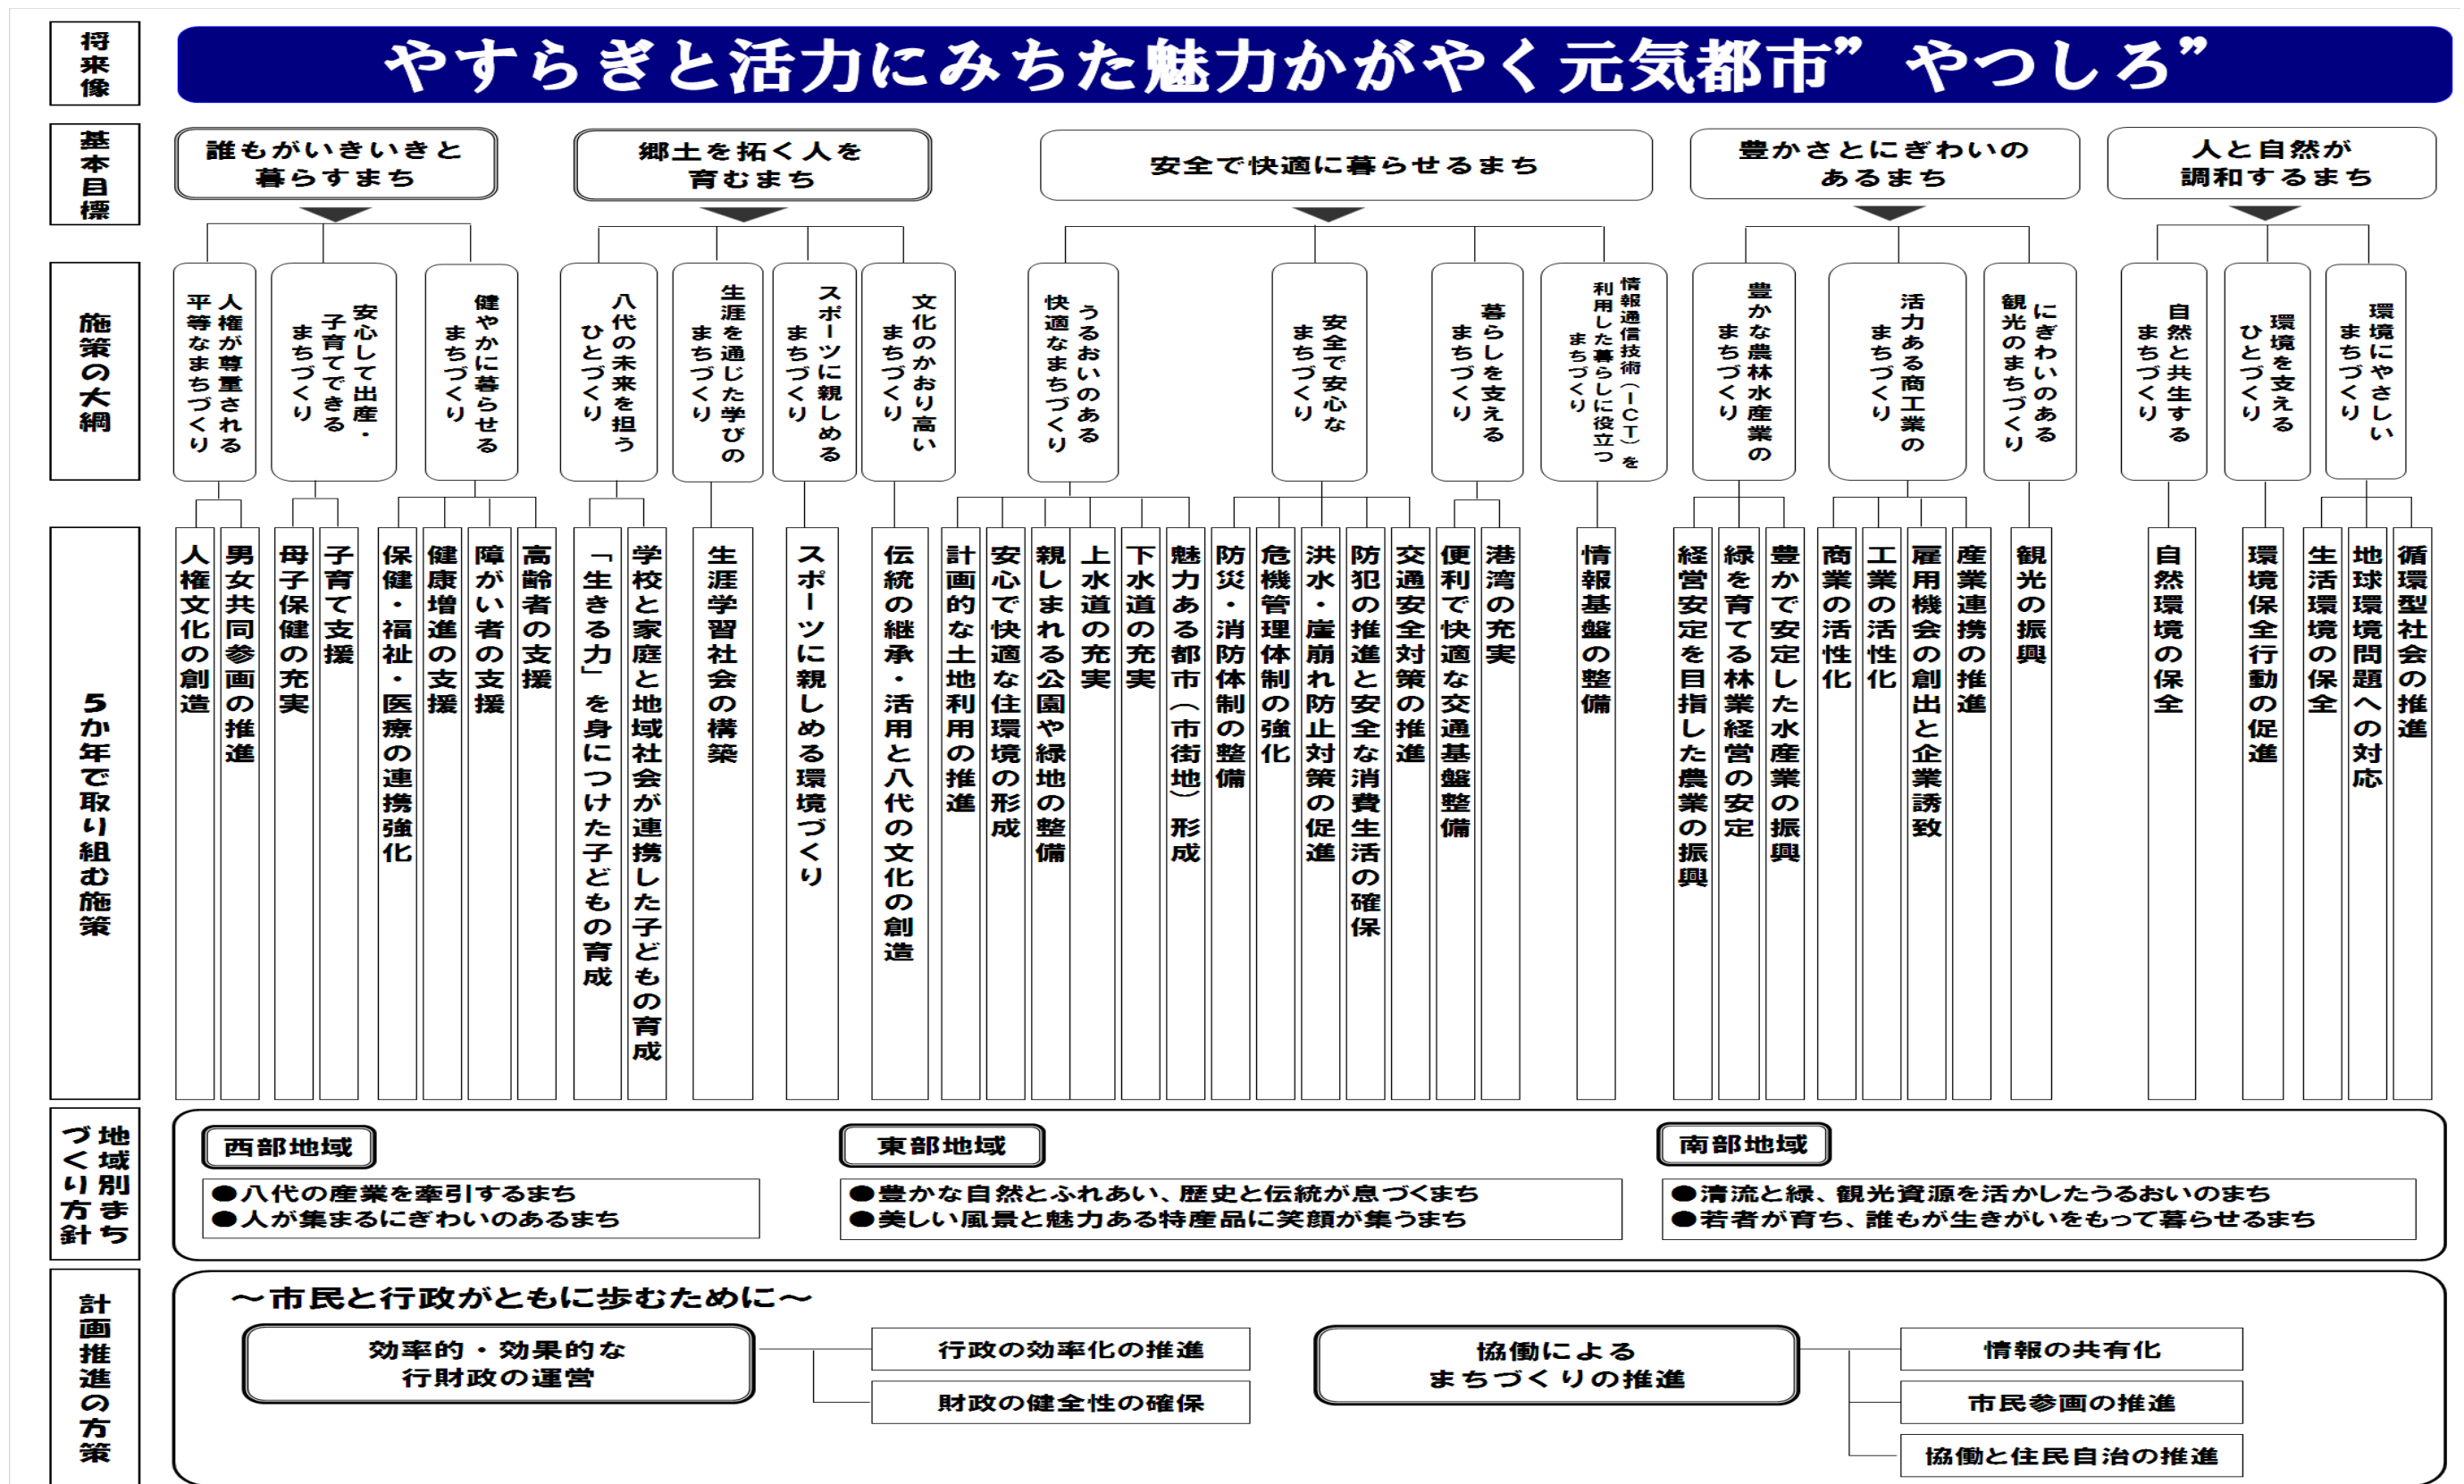 将来像
やすらぎと活力にみちた魅力かがやく元気都市”やつしろ”
基本目標
誰もがいきいきと
暮らすまち
郷土を拓く人を
育むまち
安全で快適に暮らせるまち
豊かさとにぎわいの
あるまち
人と自然が
調和するまち
施策の大綱
人権が尊重される
平等なまちづくり
安心して出産・
子育てできる
まちづくり
健やかに暮らせる
まちづくり
八代の未来を担う
ひとづくり
生涯を通じた学びの
まちづくり
スポーツに親しめる
まちづくり
文化のかおり高い
まちづくり
うるおいのある
快適なまちづくり
安全で安心な
まちづくり
暮らしを支える
まちづくり
情報通信技術(ICT)を
利用した暮らしに役立つ
まちづくり
豊かな農林水産業の
まちづくり
活力ある商工業の
まちづくり
にぎわいのある
観光のまちづくり
自然と共生する
まちづくり
環境を支える
ひとづくり
環境にやさしい
まちづくり
5か年で取り組む施策
人権文化の創造
男女共同参画の推進
母子保健の充実
子育て支援
保健・福祉・医療の連携強化
健康増進の支援
障がい者の支援
高齢者の支援
「生きる力」を身につけた子どもの育成
学校と家庭と地域社会が連携した子どもの育成
生涯学習社会の構築
スポーツに親しめる環境づくり
伝統の継承・活用と八代の文化の創造
計画的な土地利用の推進
安心で快適な住環境の形成
親しまれる公園や緑地の整備
上水道の充実
下水道の充実
魅力ある都市(市街地)形成
防災・消防体制の整備
危機管理体制の強化
洪水・崖崩れ防止対策の促進
防犯の推進と安全な消費生活の確保
交通安全対策の推進
便利で快適な交通基盤整備
港湾の充実
情報基盤の整備
経営安定を目指した農業の振興
緑を育てる林業経営の安定
豊かで安定した水産業の振興
商業の活性化
工業の活性化
雇用機会の創出と企業誘致
産業連携の推進
観光の振興
自然環境の保全
環境保全行動の促進
生活環境の保全
地球環境問題への対応
循環型社会の推進
地域別まち
づくり方針
西部地域
●八代の産業を牽引するまち
●人が集まるにぎわいのあるまち
東部地域
●豊かな自然とふれあい、歴史と伝統が息づくまち
●美しい風景と魅力ある特産品に笑顔が集うまち
南部地域
●清流と緑、観光資源を活かしたうるおいのまち
●若者が育ち、誰もが生きがいをもって暮らせるまち
計画推進の方策
～市民と行政がともに歩むために～
効率的・効果的な
行財政の運営
行政の効率化の推進
財政の健全性の確保
協働による
まちづくりの推進
情報の共有化
市民参画の推進
協働と住民自治の推進